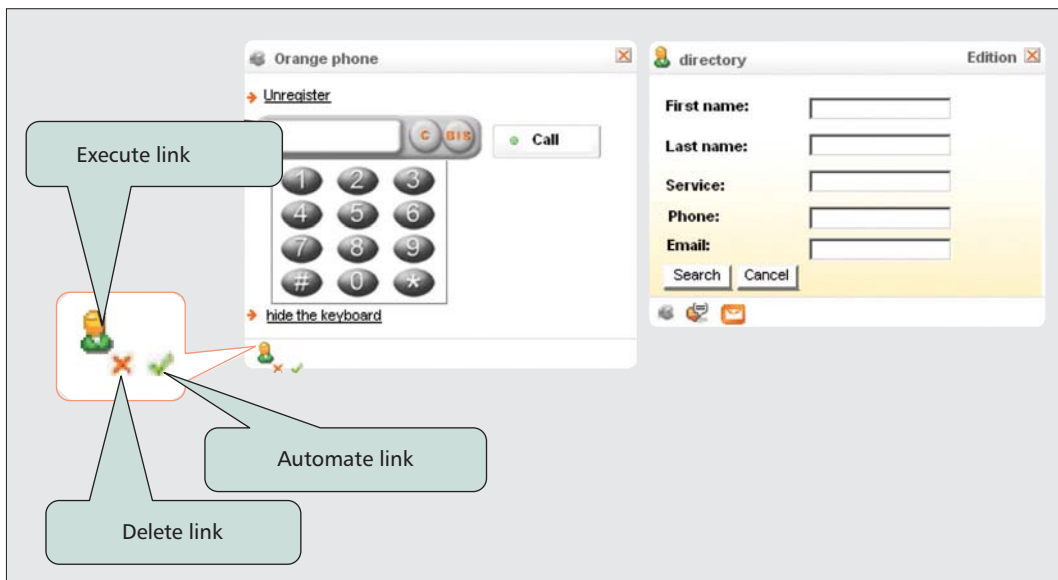 Orange phone
Unregister
C BIS
Call
1 2 3
4 5 6
7 8 9
# 0 *
hide the keyboard
directory Edition
First name:
Last name:
Service:
Phone:
Email:
Search Cancel
Execute link
Automate link
Delete link